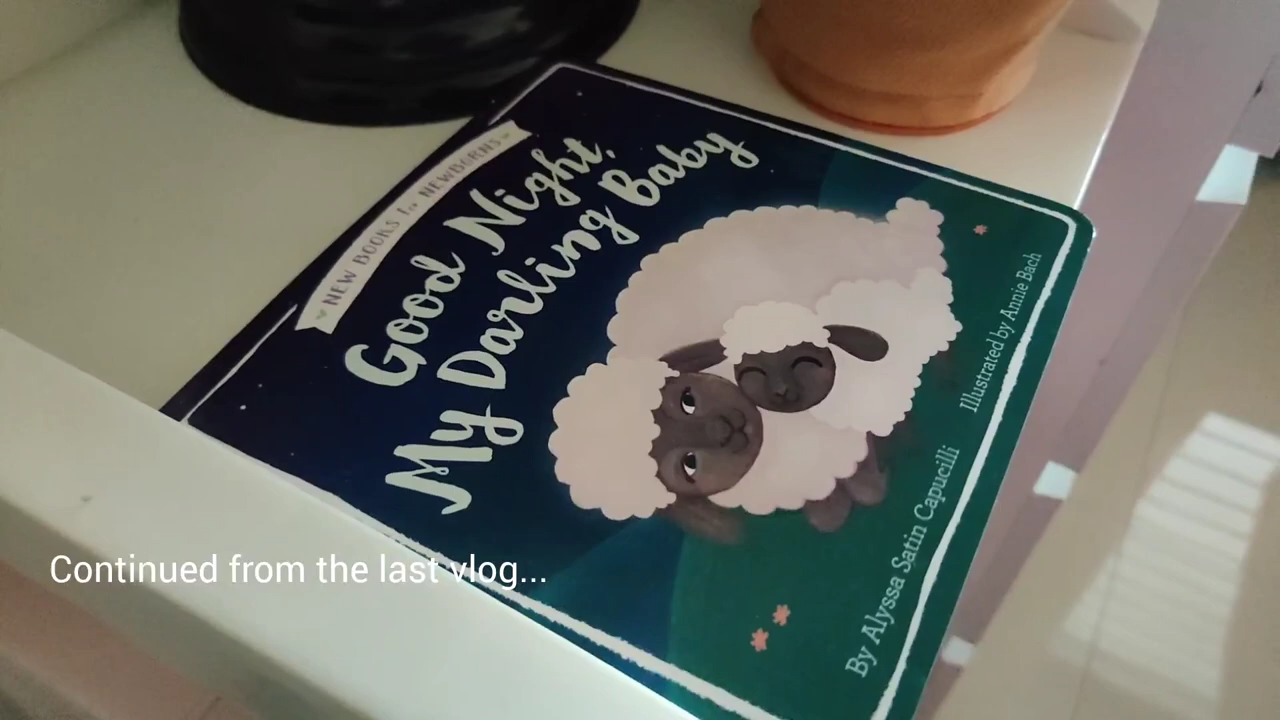 NEW BOOKS for NEWBORNS
Good Night,
My Darling Baby
Illustrated by Annie Bach
By Alyssa Satin Capucilli
Continued from the last vlog...